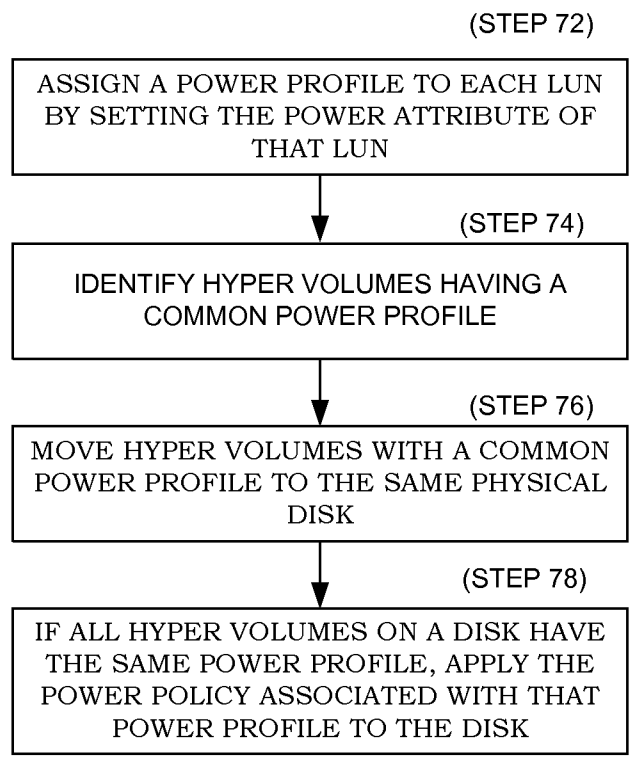 (STEP 72)
ASSIGN A POWER PROFILE TO EACH LUN
BY SETTING THE POWER ATTRIBUTE OF
THAT LUN
(STEP 74)
IDENTIFY HYPER VOLUMES HAVING A
COMMON POWER PROFILE
(STEP 76)
MOVE HYPER VOLUMES WITH A COMMON
POWER PROFILE TO THE SAME PHYSICAL
DISK
(STEP 78)
IF ALL HYPER VOLUMES ON A DISK HAVE
THE SAME POWER PROFILE, APPLY THE
POWER POLICY ASSOCIATED WITH THAT
POWER PROFILE TO THE DISK